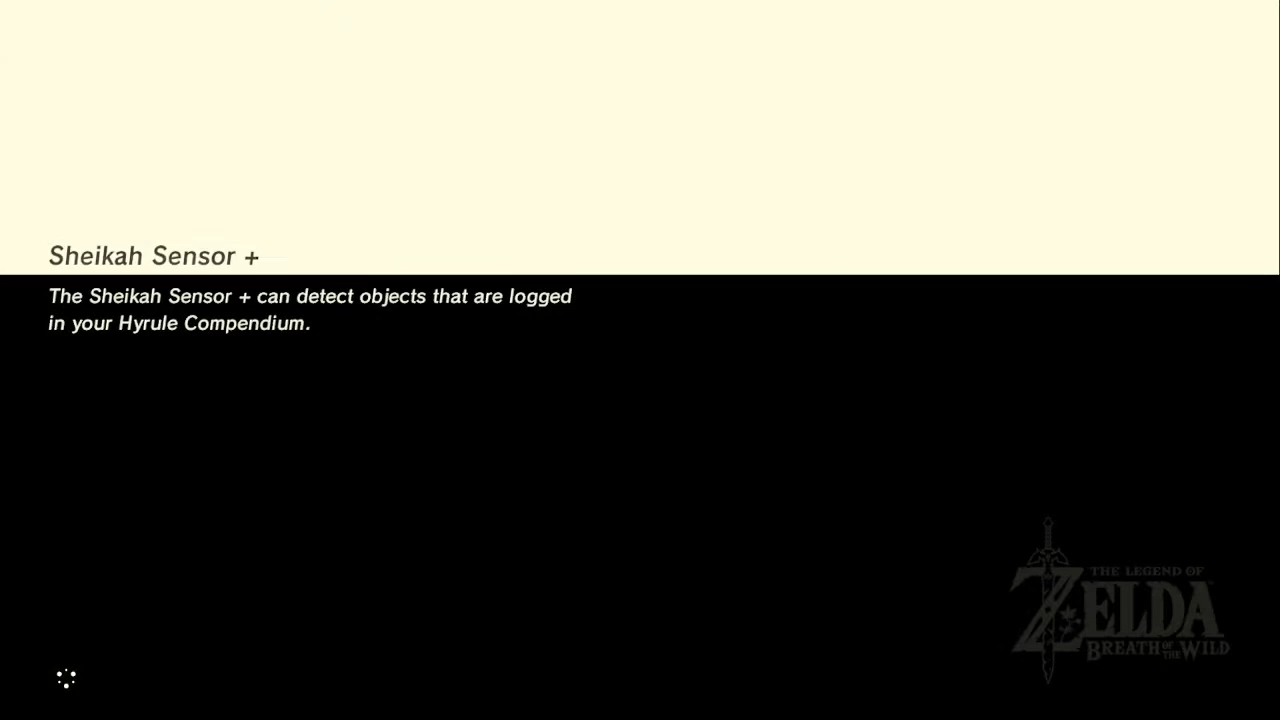 Sheikah Sensor +
The Sheikah Sensor + can detect objects that are logged
in your Hyrule Compendium.
THE LEGEND OF
ZELDA
BREATH OF THE WILD